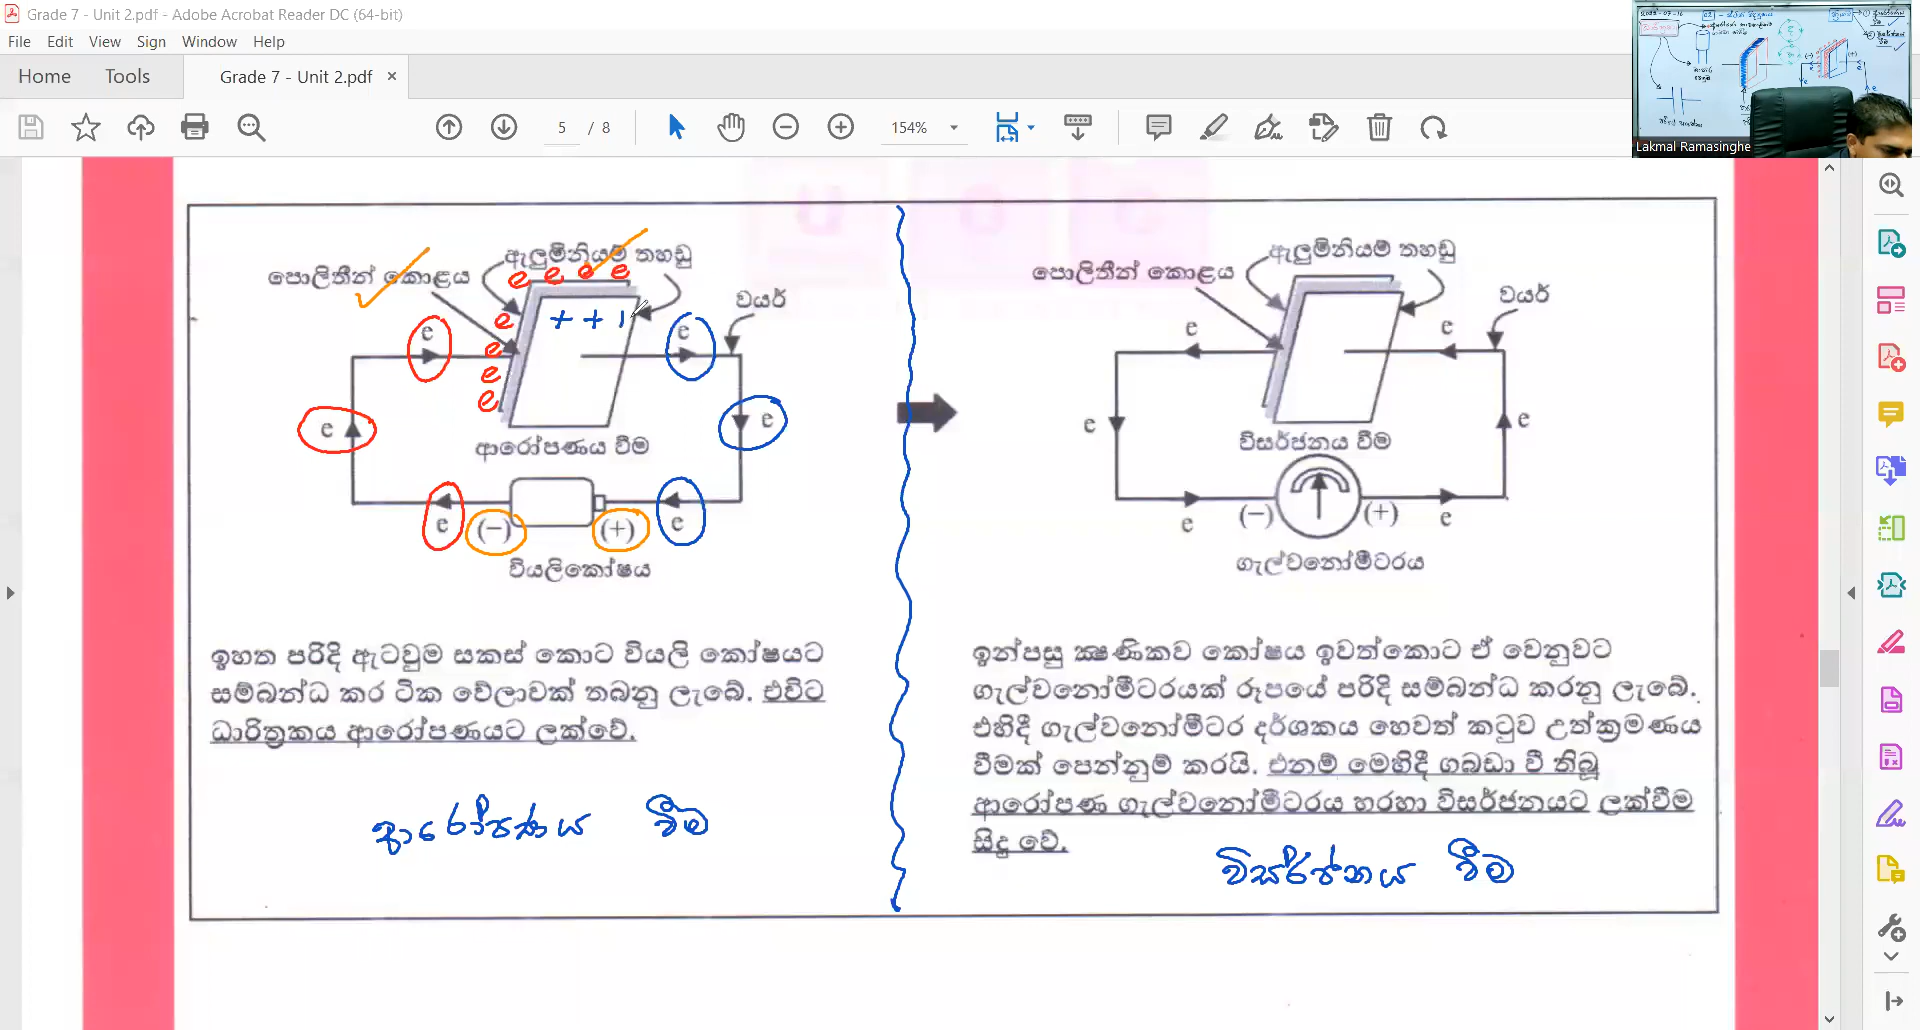 Grade 7 - Unit 2.pdf - Adobe Acrobat Reader DC (64-bit)
File Edit View Sign Window Help
Home Tools Grade 7 - Unit 2.pdf ×
5 / 8 154%
Lakmal Ramasinghe
ඇලුමිනියම් තහඩු
පොලිතීන් කොළය
e e e e
වයර්
+ +
e
e
e
e
e
e
e
e
ආරෝපණය වීම
e
(−)
(+)
e
වියලිකෝෂය
ඉහත පරිදි ඇටවුම සකස් කොට වියලි කෝෂයට
සම්බන්ධ කර ටික වේලාවක් තබනු ලැබේ. එවිට
ධාරිත්‍රකය ආරෝපණයට ලක්වේ.
ආරෝපණය වීම
ඇලුමිනියම් තහඩු
පොලිතීන් කොළය
වයර්
e
e
e
e
විසර්ජනය වීම
e
(−)
(+)
e
ගැල්වනෝමීටරය
ඉන්පසු ක්‍ෂණිකව කෝෂය ඉවත්කොට ඒ වෙනුවට
ගැල්වනෝමීටරයක් රූපයේ පරිදි සම්බන්ධ කරනු ලැබේ.
එහිදී ගැල්වනෝමීටර දර්ශකය හෙවත් කටුව උත්ක්‍රමණය
වීමක් පෙන්නුම් කරයි. එනම් මෙහිදී ගබඩා වී තිබූ
ආරෝපණ ගැල්වනෝමීටරය හරහා විසර්ජනයට ලක්වීම
සිදු වේ.
විසර්ජනය වීම